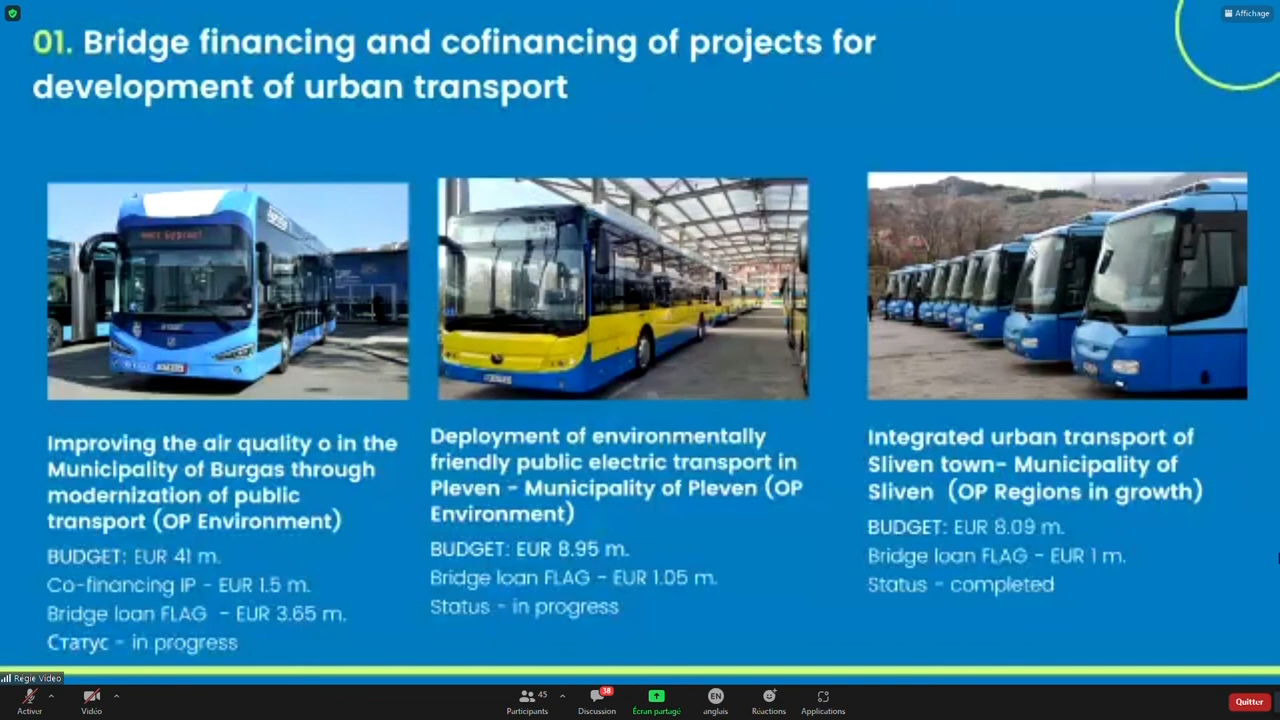 Affichage
01. Bridge financing and cofinancing of projects for
development of urban transport
Improving the air quality o in the
Municipality of Burgas through
modernization of public
transport (OP Environment)
BUDGET: EUR 41 m.
Co-financing IP - EUR 1.5 m.
Bridge loan FLAG - EUR 3.65 m.
Статус - in progress
Deployment of environmentally
friendly public electric transport in
Pleven - Municipality of Pleven (OP
Environment)
BUDGET: EUR 8.95 m.
Bridge loan FLAG - EUR 1.05 m.
Status - in progress
Integrated urban transport of
Sliven town- Municipality of
Sliven (OP Regions in growth)
BUDGET: EUR 8.09 m.
Bridge loan FLAG - EUR 1 m.
Status - completed
Régie Vidéo
Activer
Vidéo
45
Participants
38
Discussion
Écran partagé
EN
anglais
Réactions
Applications
Quitter